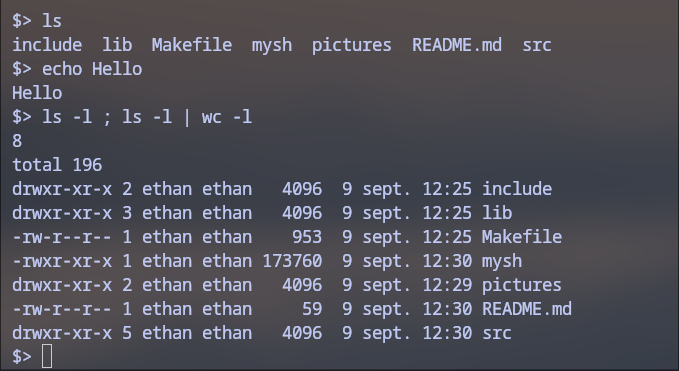 $> ls
include  lib  Makefile  mysh  pictures  README.md  src
$> echo Hello
Hello
$> ls -l ; ls -l | wc -l
8
total 196
drwxr-xr-x 2 ethan ethan   4096  9 sept. 12:25 include
drwxr-xr-x 3 ethan ethan   4096  9 sept. 12:25 lib
-rw-r--r-- 1 ethan ethan    953  9 sept. 12:25 Makefile
-rwxr-xr-x 1 ethan ethan 173760  9 sept. 12:30 mysh
drwxr-xr-x 2 ethan ethan   4096  9 sept. 12:29 pictures
-rw-r--r-- 1 ethan ethan     59  9 sept. 12:30 README.md
drwxr-xr-x 5 ethan ethan   4096  9 sept. 12:30 src
$>